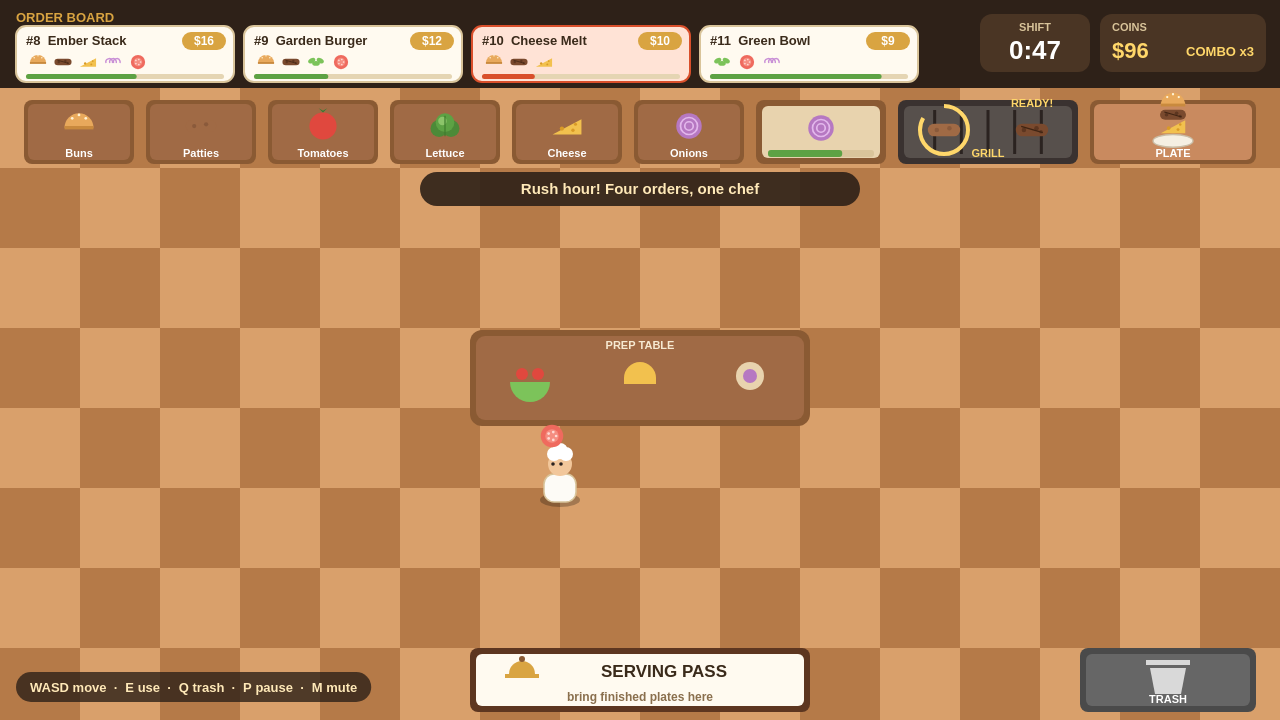 ORDER BOARD
#8 Ember Stack $16
#9 Garden Burger $12
#10 Cheese Melt $10
#11 Green Bowl $9
SHIFT
0:47
COINS
$96 COMBO x3
Buns
Patties
Tomatoes
Lettuce
Cheese
Onions
READY!
GRILL
PLATE
Rush hour! Four orders, one chef
PREP TABLE
SERVING PASS
bring finished plates here
WASD move · E use · Q trash · P pause · M mute
TRASH